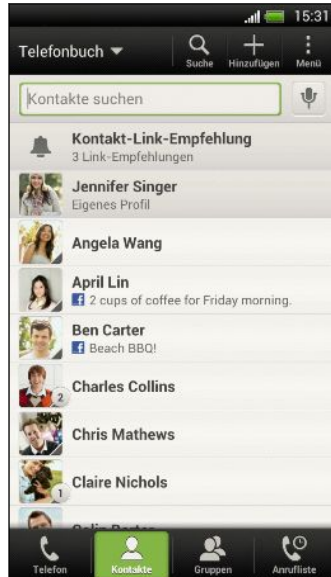 15:31
Telefonbuch
Suche
Hinzufügen
Menü
Kontakte suchen
Kontakt-Link-Empfehlung
3 Link-Empfehlungen
Jennifer Singer
Eigenes Profil
Angela Wang
April Lin
f 2 cups of coffee for Friday morning.
Ben Carter
f Beach BBQ!
Charles Collins
2
Chris Mathews
Claire Nichols
1
Telefon
Kontakte
Gruppen
Anrufliste